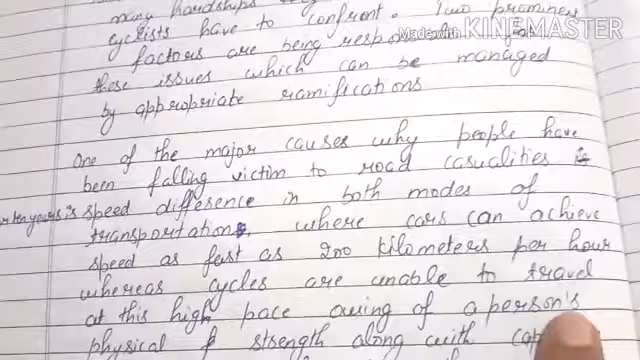 many hardships
cyclists have to confront. Two prominent
Made with KINEMASTER
factors are being
these issues which can be managed
by appropriate ramifications
One of the major causes why people have
been falling victim to road casualities is
years is speed difference in both modes of
transportation, where cars can achieve
speed as fast as 200 kilometers per hour
whereas cycles are unable to travel
at this high pace owing of a person's
physical & strength along with